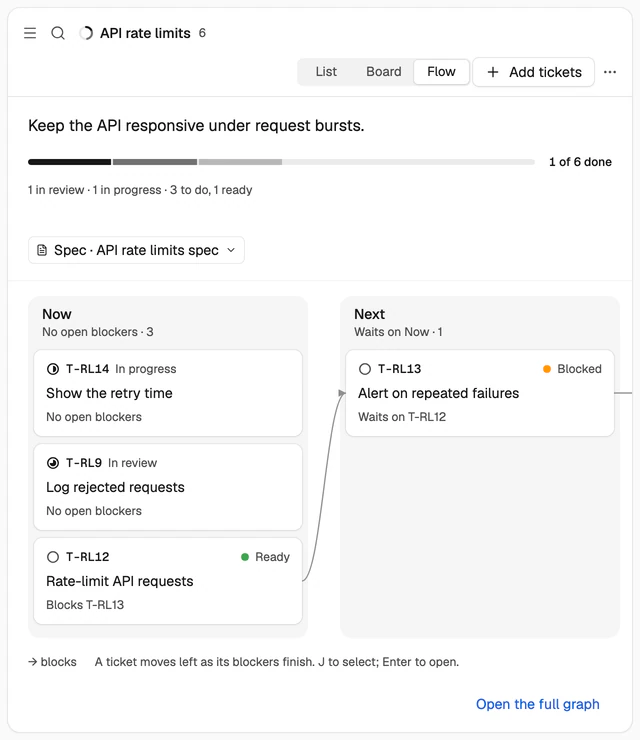 API rate limits 6
List Board Flow + Add tickets
Keep the API responsive under request bursts.
1 of 6 done
1 in review · 1 in progress · 3 to do, 1 ready
Spec · API rate limits spec
Now
No open blockers · 3
T-RL14 In progress
Show the retry time
No open blockers
T-RL9 In review
Log rejected requests
No open blockers
T-RL12 Ready
Rate-limit API requests
Blocks T-RL13
Next
Waits on Now · 1
T-RL13 Blocked
Alert on repeated failures
Waits on T-RL12
→ blocks A ticket moves left as its blockers finish. J to select; Enter to open.
Open the full graph